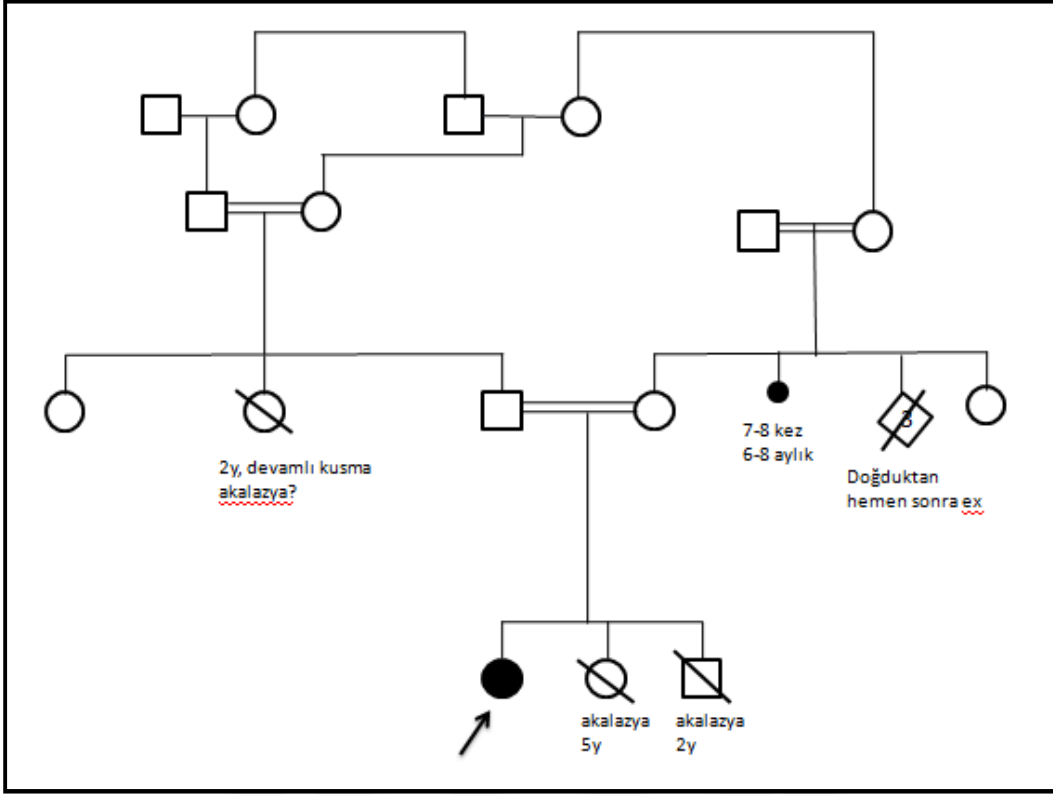 2y, devamlı kusma
akalazya?
7-8 kez
6-8 aylık
3
Doğduktan
hemen sonra ex
akalazya
5y
akalazya
2y